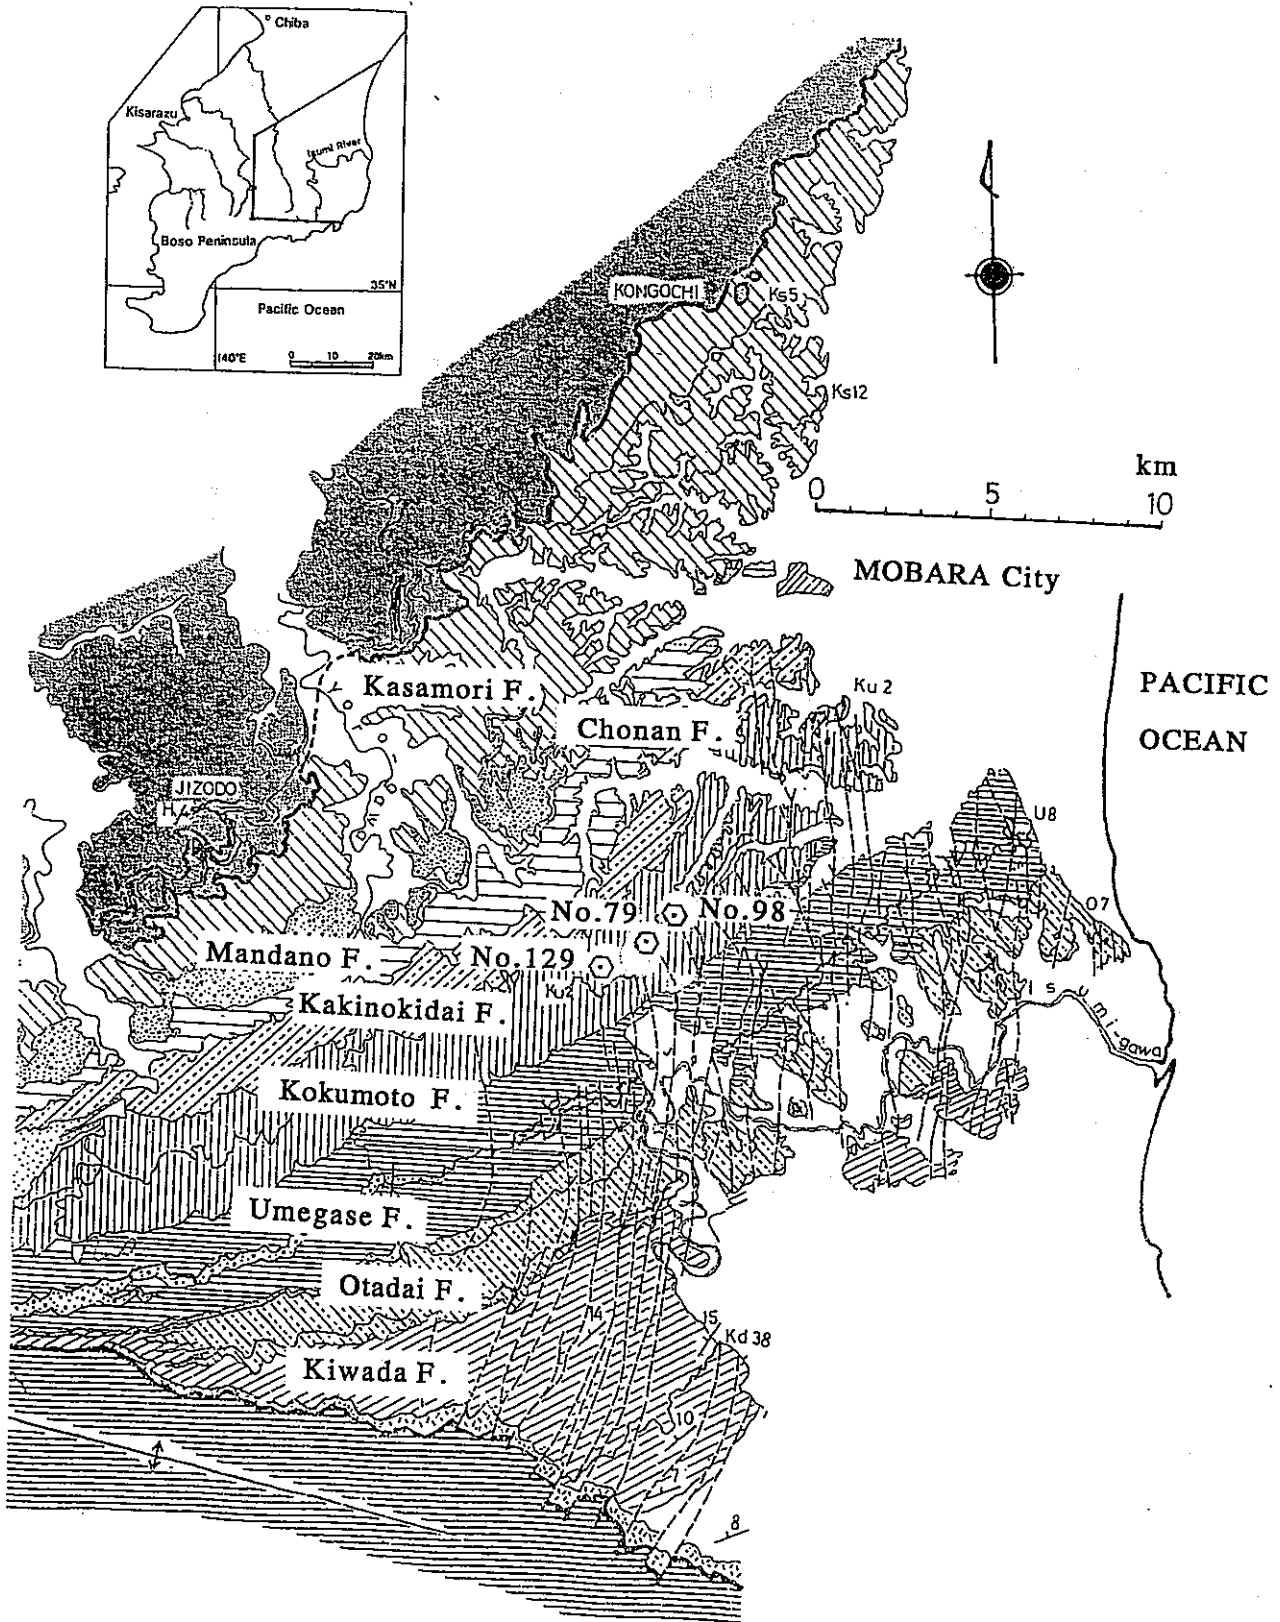 Chiba
Kisarazu
Isumi River
Boso Peninsula
35°N
Pacific Ocean
140°E
0 10 20km
KONGOCHI
Ks5
Ks12
km
0 5 10
MOBARA City
PACIFIC
OCEAN
Kasamori F.
Ku 2
Chonan F.
JIZODO
U8
O7
No.79
No.98
Mandano F.
No.129
Ku2
Isumi-gawa
Kakinokidai F.
Kokumoto F.
Umegase F.
Otadai F.
14
15
Kd 38
Kiwada F.
10
8